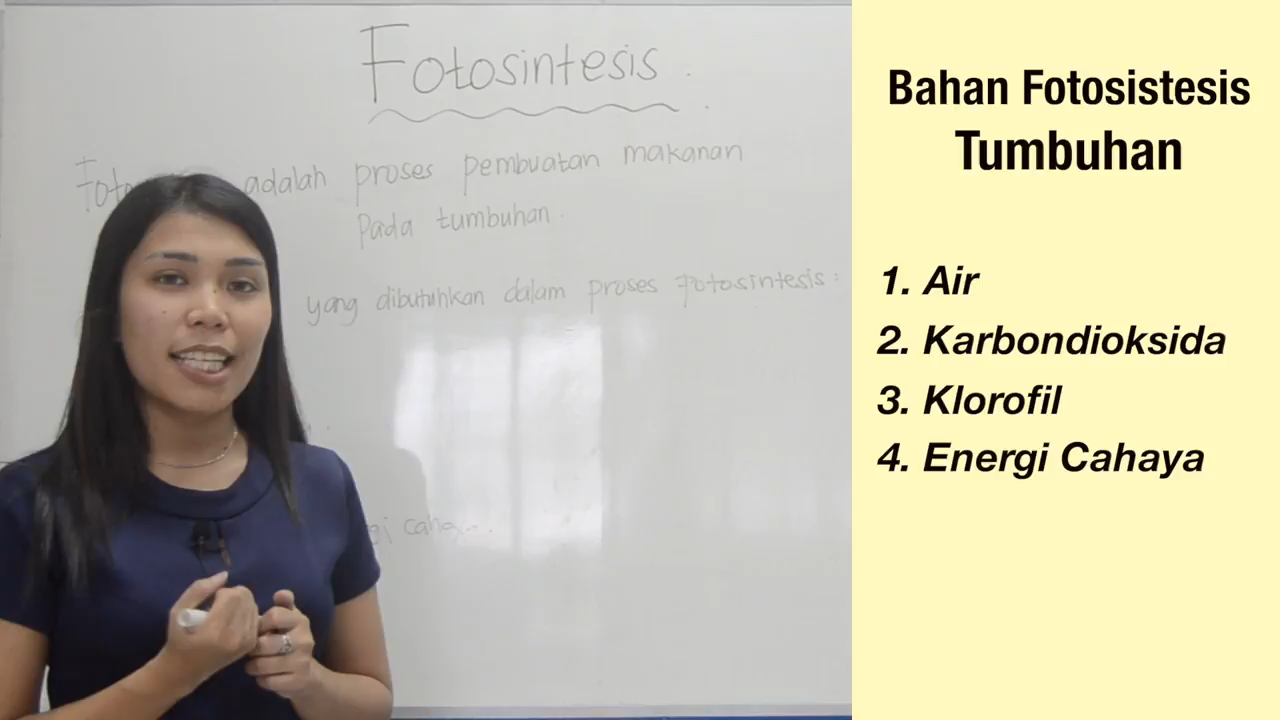 Fotosintesis.
adalah proses pembuatan makanan
pada tumbuhan.
yang dibutuhkan dalam proses fotosintesis:
Bahan Fotosistesis
Tumbuhan
1. Air
2. Karbondioksida
3. Klorofil
4. Energi Cahaya